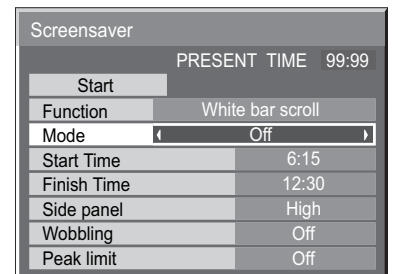 Screensaver
PRESENT TIME 99:99
Start
Function White bar scroll
Mode Off
Start Time 6:15
Finish Time 12:30
Side panel High
Wobbling Off
Peak limit Off